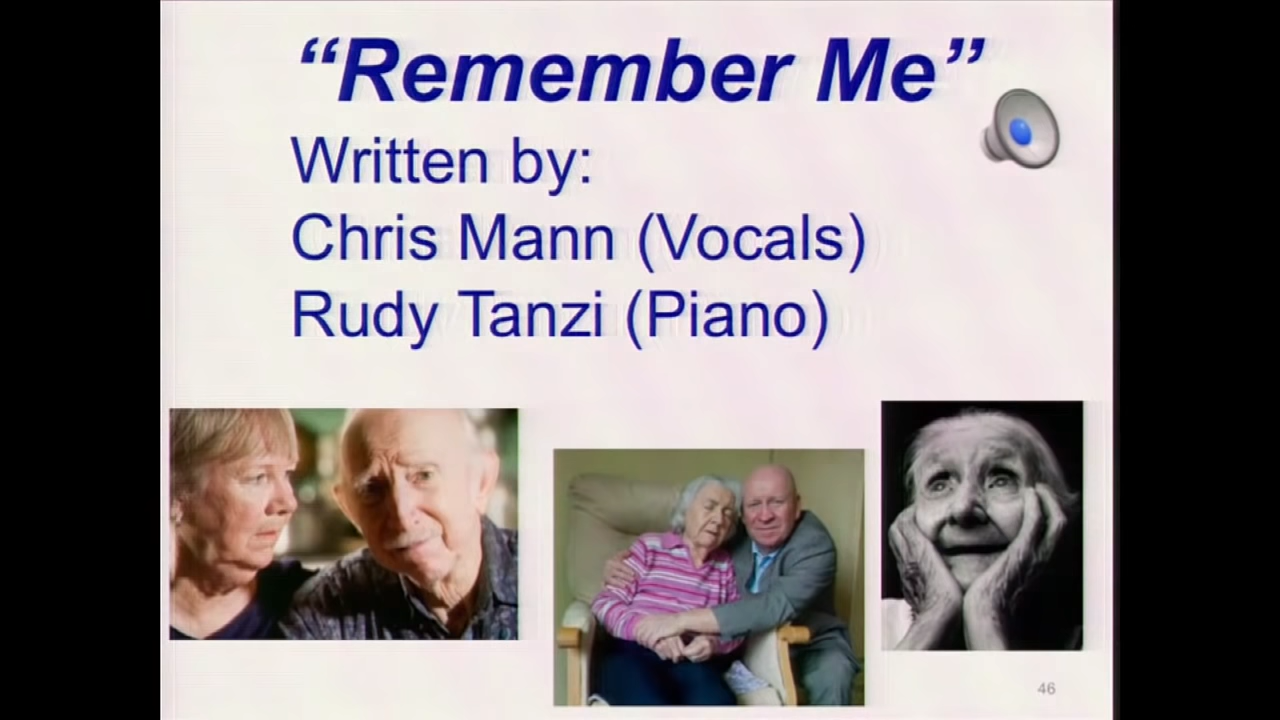 “Remember Me”
Written by:
Chris Mann (Vocals)
Rudy Tanzi (Piano)
46